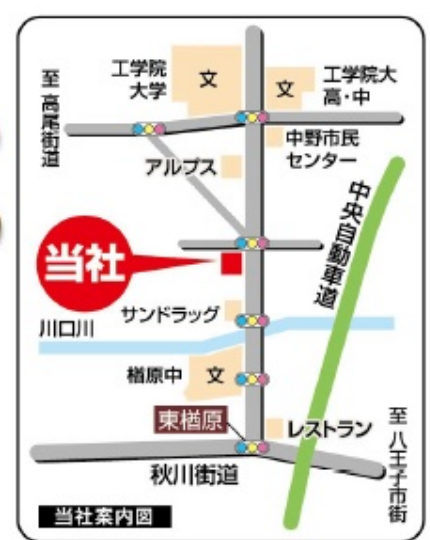 工学院
大学
文
文
工学院大
高・中
至 高尾街道
中野市民
センター
アルプス
中央自動車道
当社
サンドラッグ
川口川
楢原中
文
東楢原
レストラン
秋川街道
至 八王子市街
当社案内図